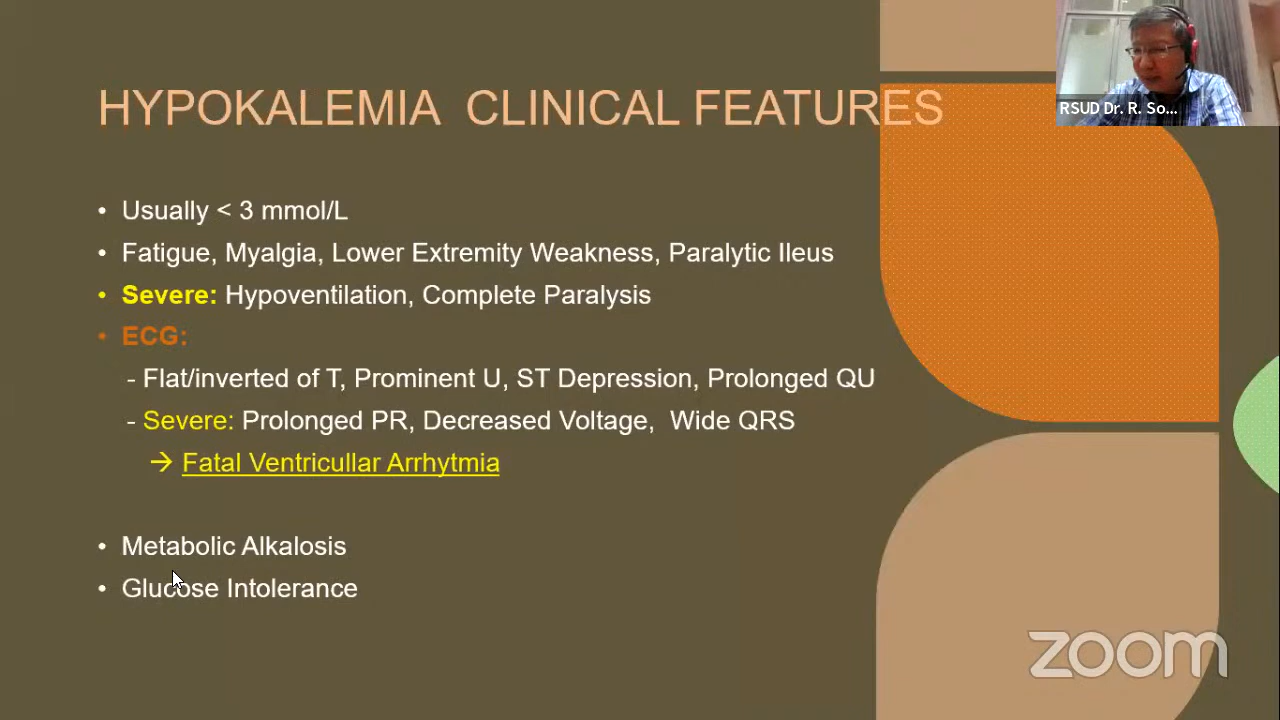 HYPOKALEMIA CLINICAL FEATURES
RSUD Dr. R. So...
• Usually < 3 mmol/L
• Fatigue, Myalgia, Lower Extremity Weakness, Paralytic Ileus
• Severe: Hypoventilation, Complete Paralysis
• ECG:
- Flat/inverted of T, Prominent U, ST Depression, Prolonged QU
- Severe: Prolonged PR, Decreased Voltage, Wide QRS
→ Fatal Ventricullar Arrhytmia
• Metabolic Alkalosis
• Glucose Intolerance
zoom